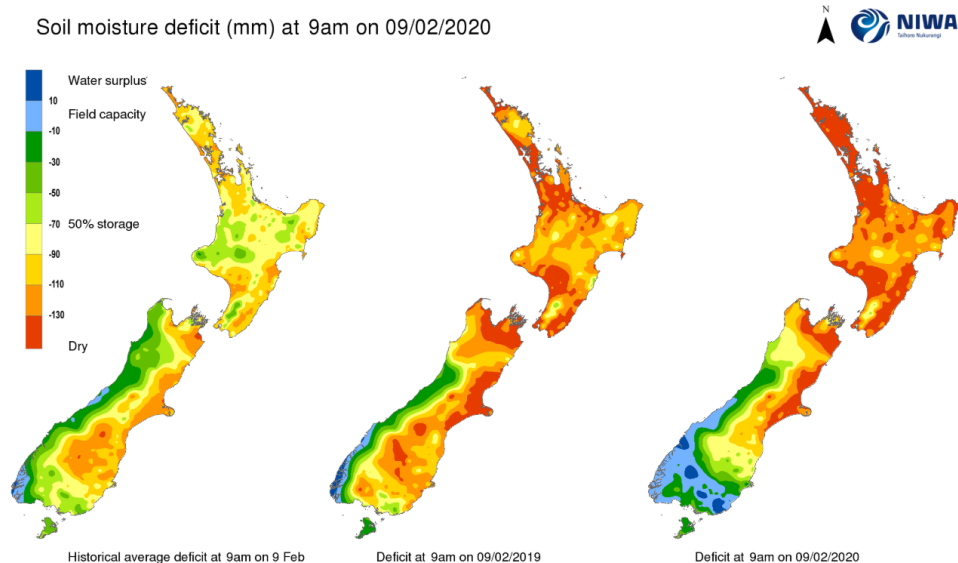 Soil moisture deficit (mm) at 9am on 09/02/2020
N
NIWA
Taihoro Nukurangi
Water surplus
10
Field capacity
-10
-30
-50
50% storage
-70
-90
-110
-130
Dry
Historical average deficit at 9am on 9 Feb
Deficit at 9am on 09/02/2019
Deficit at 9am on 09/02/2020